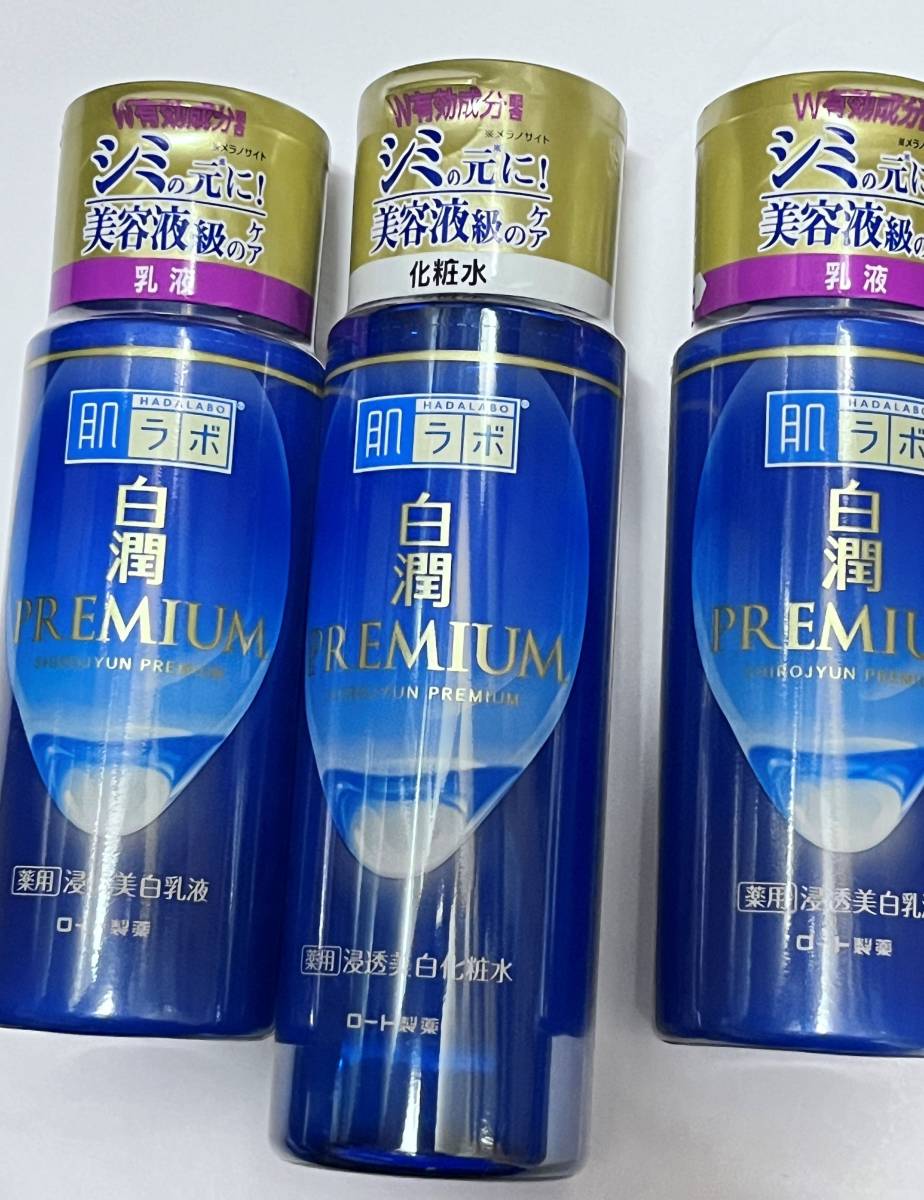 W有効成分配合
※メラノサイト
シミの元に!
美容液級のケア
乳液
HADALABO
肌ラボ®
白潤
PREMIUM
SHIROJYUN PREMIUM
薬用 浸透美白乳液
ロート製薬
W有効成分配合
※メラノサイト
シミの元に!
美容液級のケア
化粧水
HADALABO
肌ラボ®
白潤
PREMIUM
SHIROJYUN PREMIUM
薬用 浸透美白化粧水
ロート製薬
W有効成分
シミの元に
美容液級の
乳液
HADALABO
肌ラボ
白潤
PREMIU
SHIROJYUN PREMIU
薬用 浸透美白乳
ロート製薬